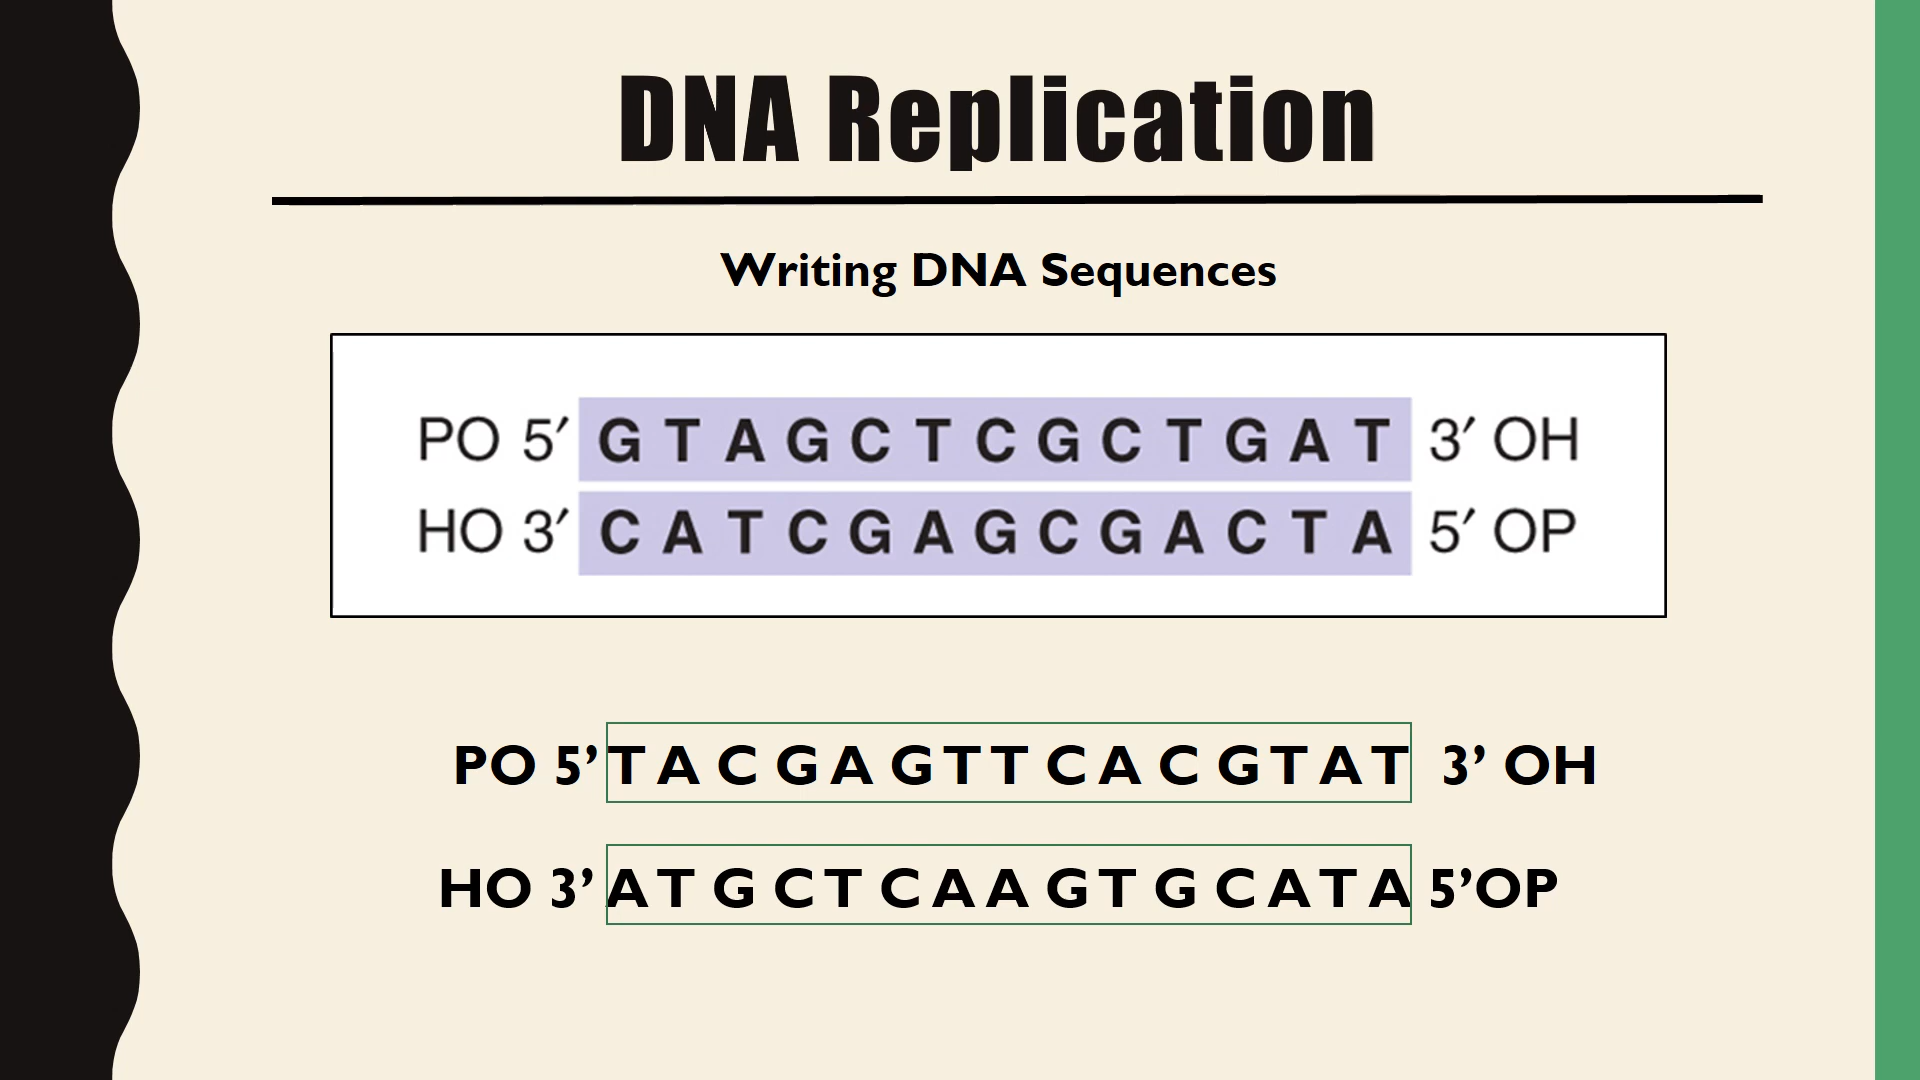 DNA Replication
Writing DNA Sequences
PO 5′ G T A G C T C G C T G A T 3′ OH
HO 3′ C A T C G A G C G A C T A 5′ OP
PO 5’ T A C G A G T T C A C G T A T 3’ OH
HO 3’ A T G C T C A A G T G C A T A 5’OP